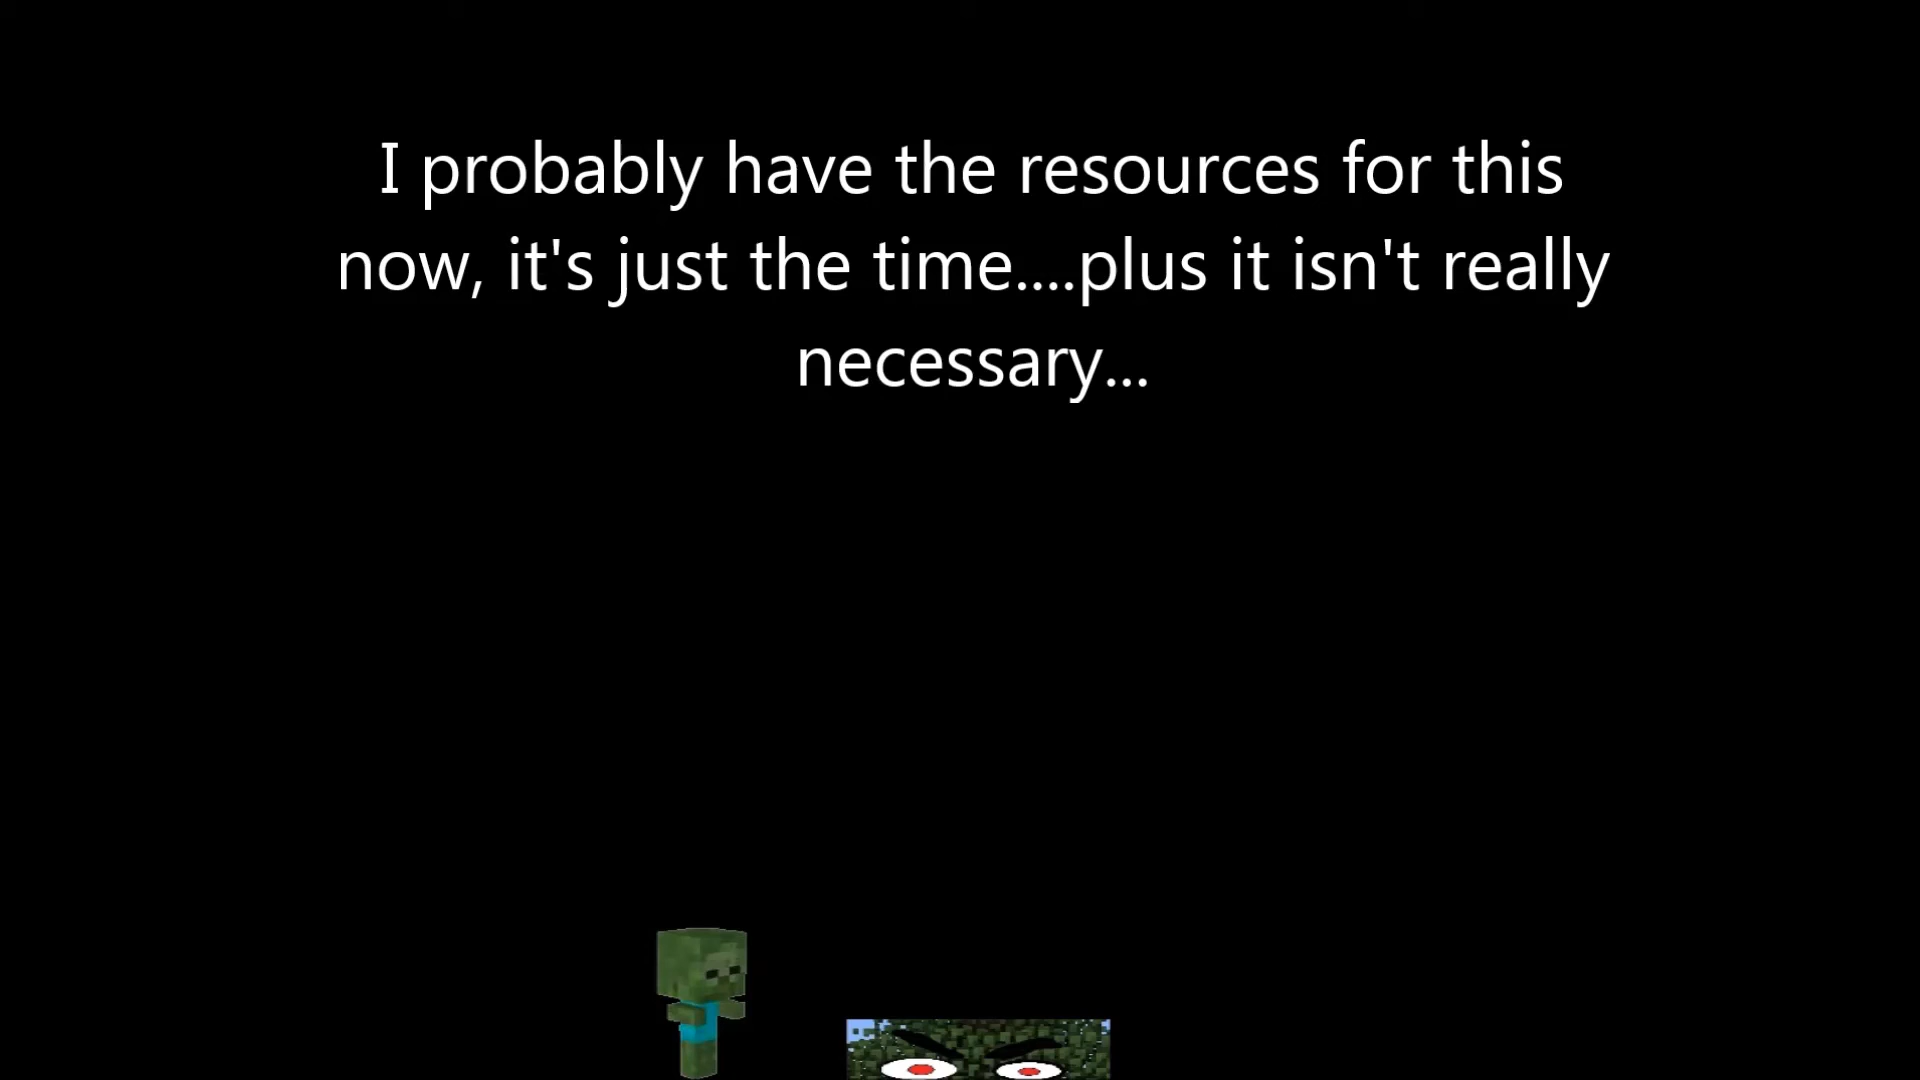 I probably have the resources for this
now, it's just the time....plus it isn't really
necessary...